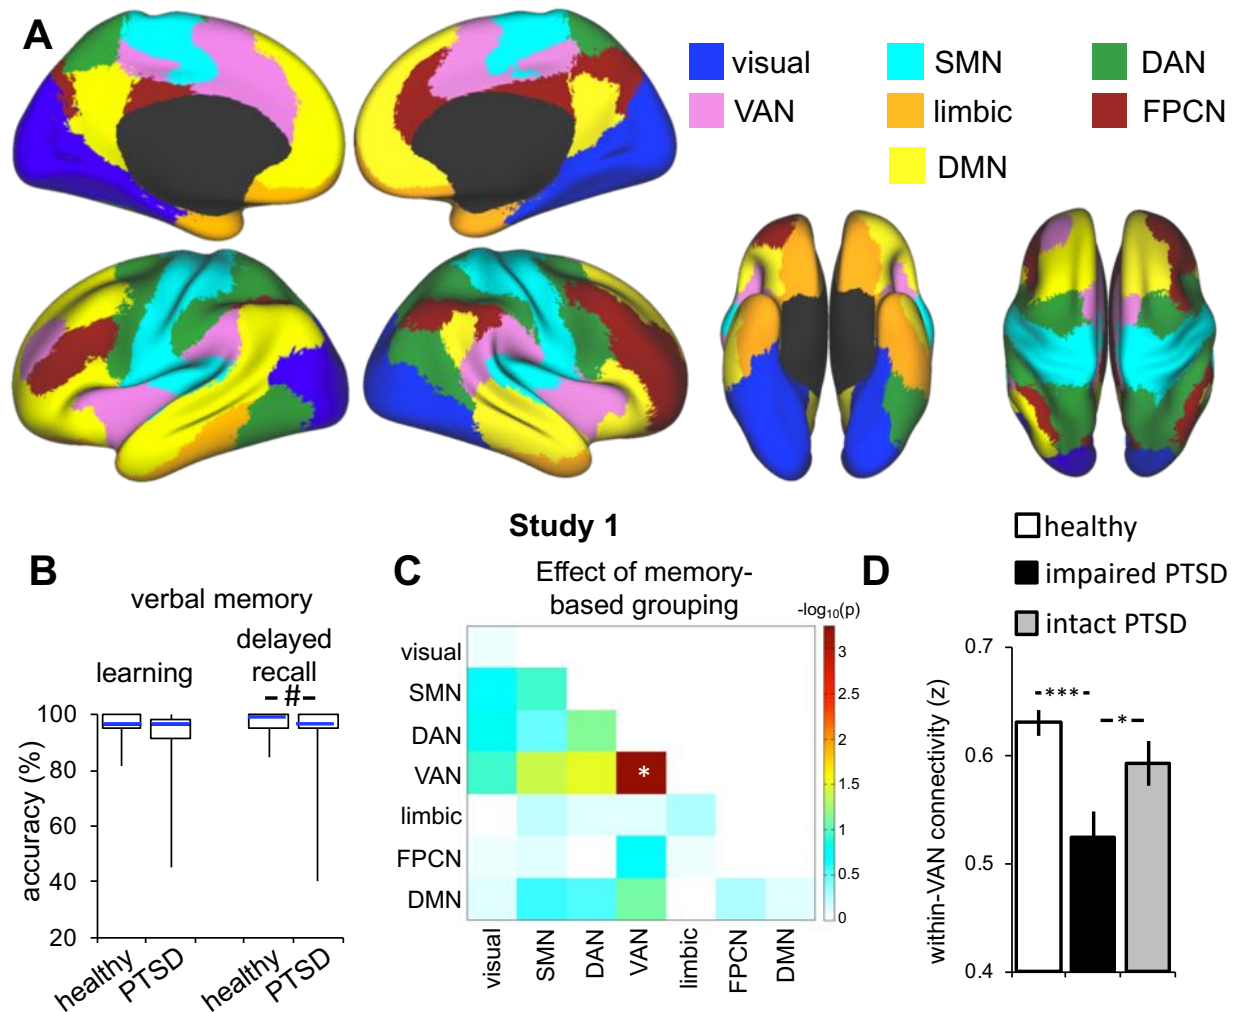 A
visual
SMN
DAN
VAN
limbic
FPCN
DMN
Study 1
healthy
impaired PTSD
intact PTSD
B
verbal memory
learning
delayed
recall
#
accuracy (%)
100
80
60
40
20
healthy
PTSD
healthy
PTSD
C
Effect of memory-
based grouping
-log10(p)
visual
SMN
DAN
VAN
limbic
FPCN
DMN
*
visual
SMN
DAN
VAN
limbic
FPCN
DMN
3
2.5
2
1.5
1
0.5
0
D
within-VAN connectivity (z)
0.7
0.6
0.5
0.4
***
*